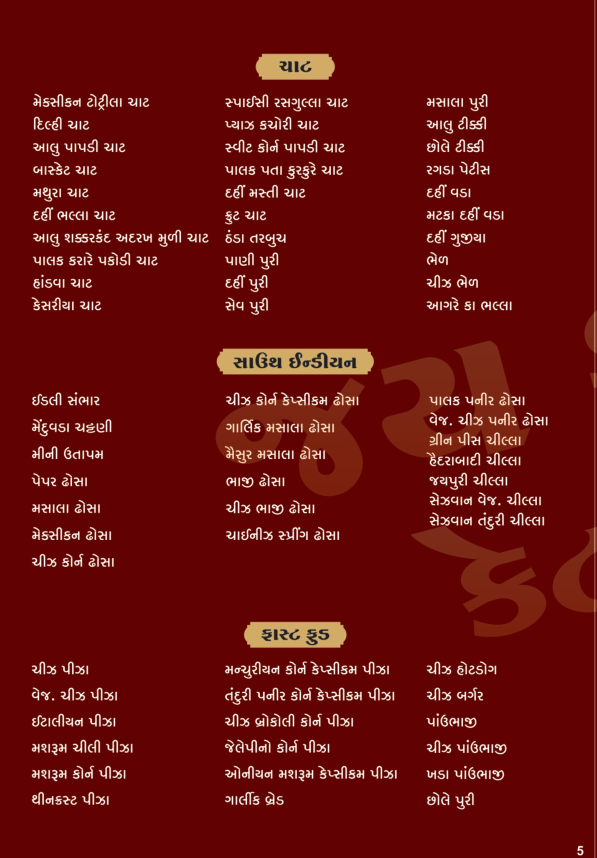 ચાટ
મેક્સીકન ટોટ્રીલા ચાટ
દિલ્હી ચાટ
આલુ પાપડી ચાટ
બાસ્કેટ ચાટ
મથુરા ચાટ
દહીં ભલ્લા ચાટ
આલુ શક્કરકંદ અદરખ મુળી ચાટ
પાલક કરારે પકોડી ચાટ
હાંડવા ચાટ
કેસરીયા ચાટ
સ્પાઈસી રસગુલ્લા ચાટ
પ્યાઝ કચોરી ચાટ
સ્વીટ કોર્ન પાપડી ચાટ
પાલક પતા કુરકુરે ચાટ
દહીં મસ્તી ચાટ
ફ્રુટ ચાટ
ઠંડા તરબુચ
પાણી પુરી
દહીં પુરી
સેવ પુરી
મસાલા પુરી
આલુ ટીક્કી
છોલે ટીક્કી
રગડા પેટીસ
દહીં વડા
મટકા દહીં વડા
દહીં ગુજીયા
ભેળ
ચીઝ ભેળ
આગરે કા ભલ્લા
સાઉથ ઈન્ડીયન
ઈડલી સંભાર
મેંદુવડા ચટ્ટણી
મીની ઉતાપમ
પેપર ઢોસા
મસાલા ઢોસા
મેક્સીકન ઢોસા
ચીઝ કોર્ન ઢોસા
ચીઝ કોર્ન કેપ્સીકમ ઢોસા
ગાર્લિક મસાલા ઢોસા
મૈસુર મસાલા ઢોસા
ભાજી ઢોસા
ચીઝ ભાજી ઢોસા
ચાઈનીઝ સ્પ્રીંગ ઢોસા
પાલક પનીર ઢોસા
વેજ. ચીઝ પનીર ઢોસા
ગ્રીન પીસ ચીલ્લા
હૈદરાબાદી ચીલ્લા
જયપુરી ચીલ્લા
સેઝવાન વેજ. ચીલ્લા
સેઝવાન તંદુરી ચીલ્લા
ફાસ્ટ ફુડ
ચીઝ પીઝા
વેજ. ચીઝ પીઝા
ઈટાલીયન પીઝા
મશરૂમ ચીલી પીઝા
મશરૂમ કોર્ન પીઝા
થીનક્રસ્ટ પીઝા
મન્ચુરીયન કોર્ન કેપ્સીકમ પીઝા
તંદુરી પનીર કોર્ન કેપ્સીકમ પીઝા
ચીઝ બ્રોકોલી કોર્ન પીઝા
જેલેપીનો કોર્ન પીઝા
ઓનીયન મશરૂમ કેપ્સીકમ પીઝા
ગાર્લીક બ્રેડ
ચીઝ હોટડોગ
ચીઝ બર્ગર
પાંઉભાજી
ચીઝ પાંઉભાજી
ખડા પાંઉભાજી
છોલે પુરી
5